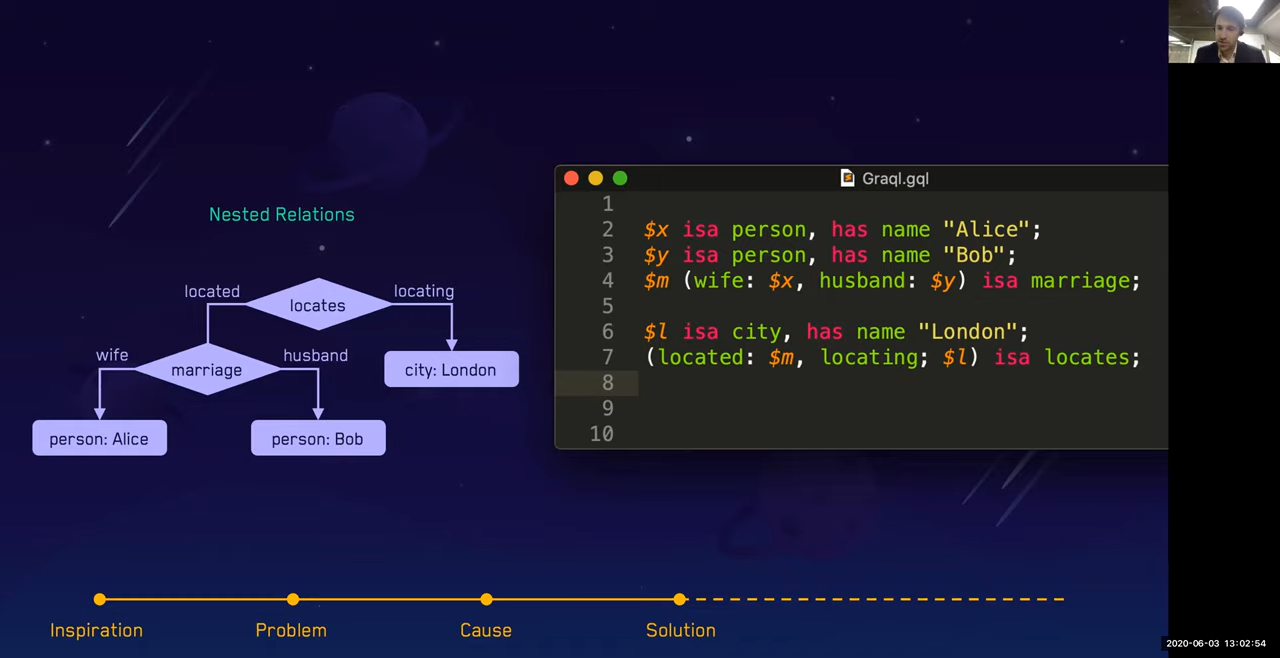 Nested Relations
located
locates
locating
wife
marriage
husband
city: London
person: Alice
person: Bob
Graql.gql
1
2 $x isa person, has name "Alice";
3 $y isa person, has name "Bob";
4 $m (wife: $x, husband: $y) isa marriage;
5
6 $l isa city, has name "London";
7 (located: $m, locating; $l) isa locates;
8
9
10
Inspiration
Problem
Cause
Solution
2020-06-03 13:02:54